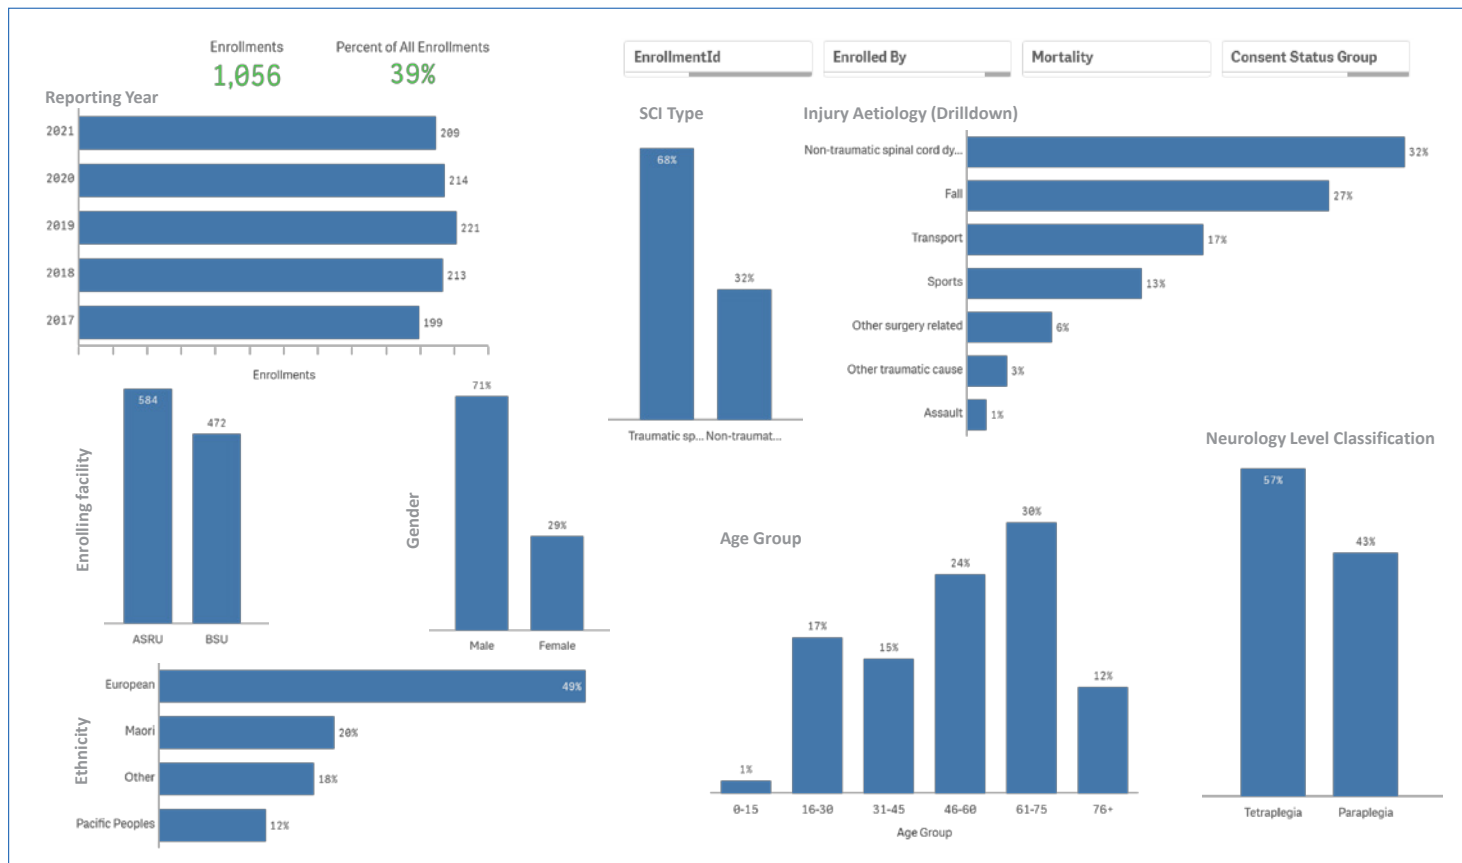 Enrollments
1,056
Percent of All Enrollments
39%
EnrollmentId
Enrolled By
Mortality
Consent Status Group
Reporting Year
2021
209
2020
214
2019
221
2018
213
2017
199
Enrollments
SCI Type
68%
32%
Traumatic sp...
Non-traumat...
Injury Aetiology (Drilldown)
Non-traumatic spinal cord dy...
32%
Fall
27%
Transport
17%
Sports
13%
Other surgery related
6%
Other traumatic cause
3%
Assault
1%
Enrolling facility
584
472
ASRU
BSU
Gender
71%
29%
Male
Female
Neurology Level Classification
57%
43%
Tetraplegia
Paraplegia
Age Group
1%
17%
15%
24%
30%
12%
0-15
16-30
31-45
46-60
61-75
76+
Age Group
Ethnicity
European
49%
Maori
20%
Other
18%
Pacific Peoples
12%